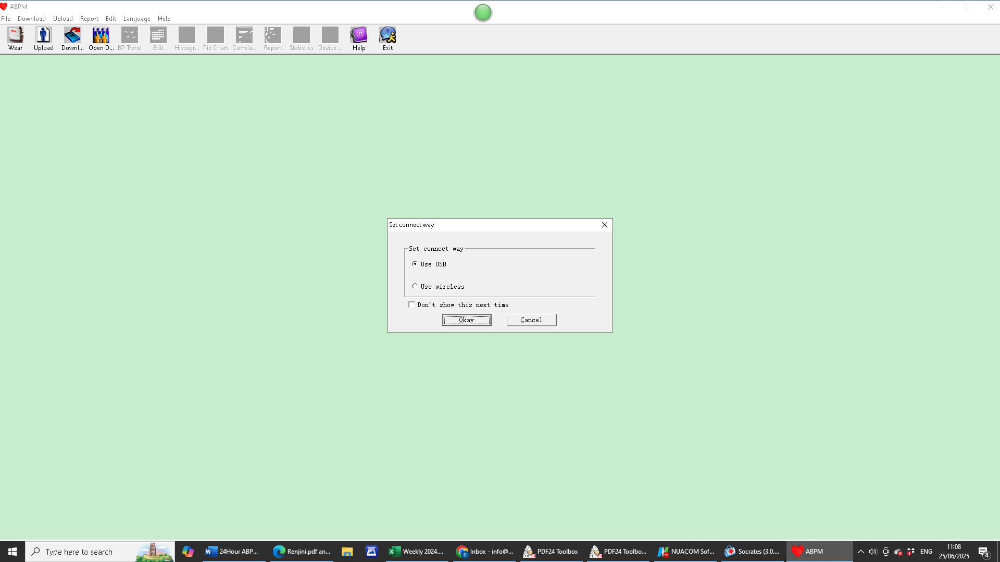 ABPM
File Download Upload Report Edit Language Help
Wear Upload Downl... Open D... BP Trend Edit Histogr... Pie Chart Correla... Report Statistics Device ... Help Exit
Set connect way
Set connect way
Use USB
Use wireless
Don't show this next time
Okay Cancel
Type here to search 24Hour ABP... Renjini.pdf an... Weekly 2024.... Inbox - info@... PDF24 Toolbox PDF24 Toolbo... NUACOM Sof... Socrates (3.0.... ABPM ENG 11:08
25/06/2025 4